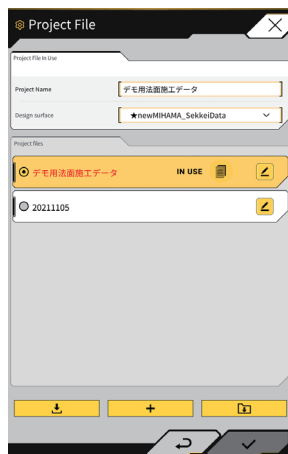 Project File
Project File In Use
Project Name
デモ用法面施工データ
Design surface
★newMIHAMA_SekkeiData
Project files
デモ用法面施工データ
IN USE
20211105